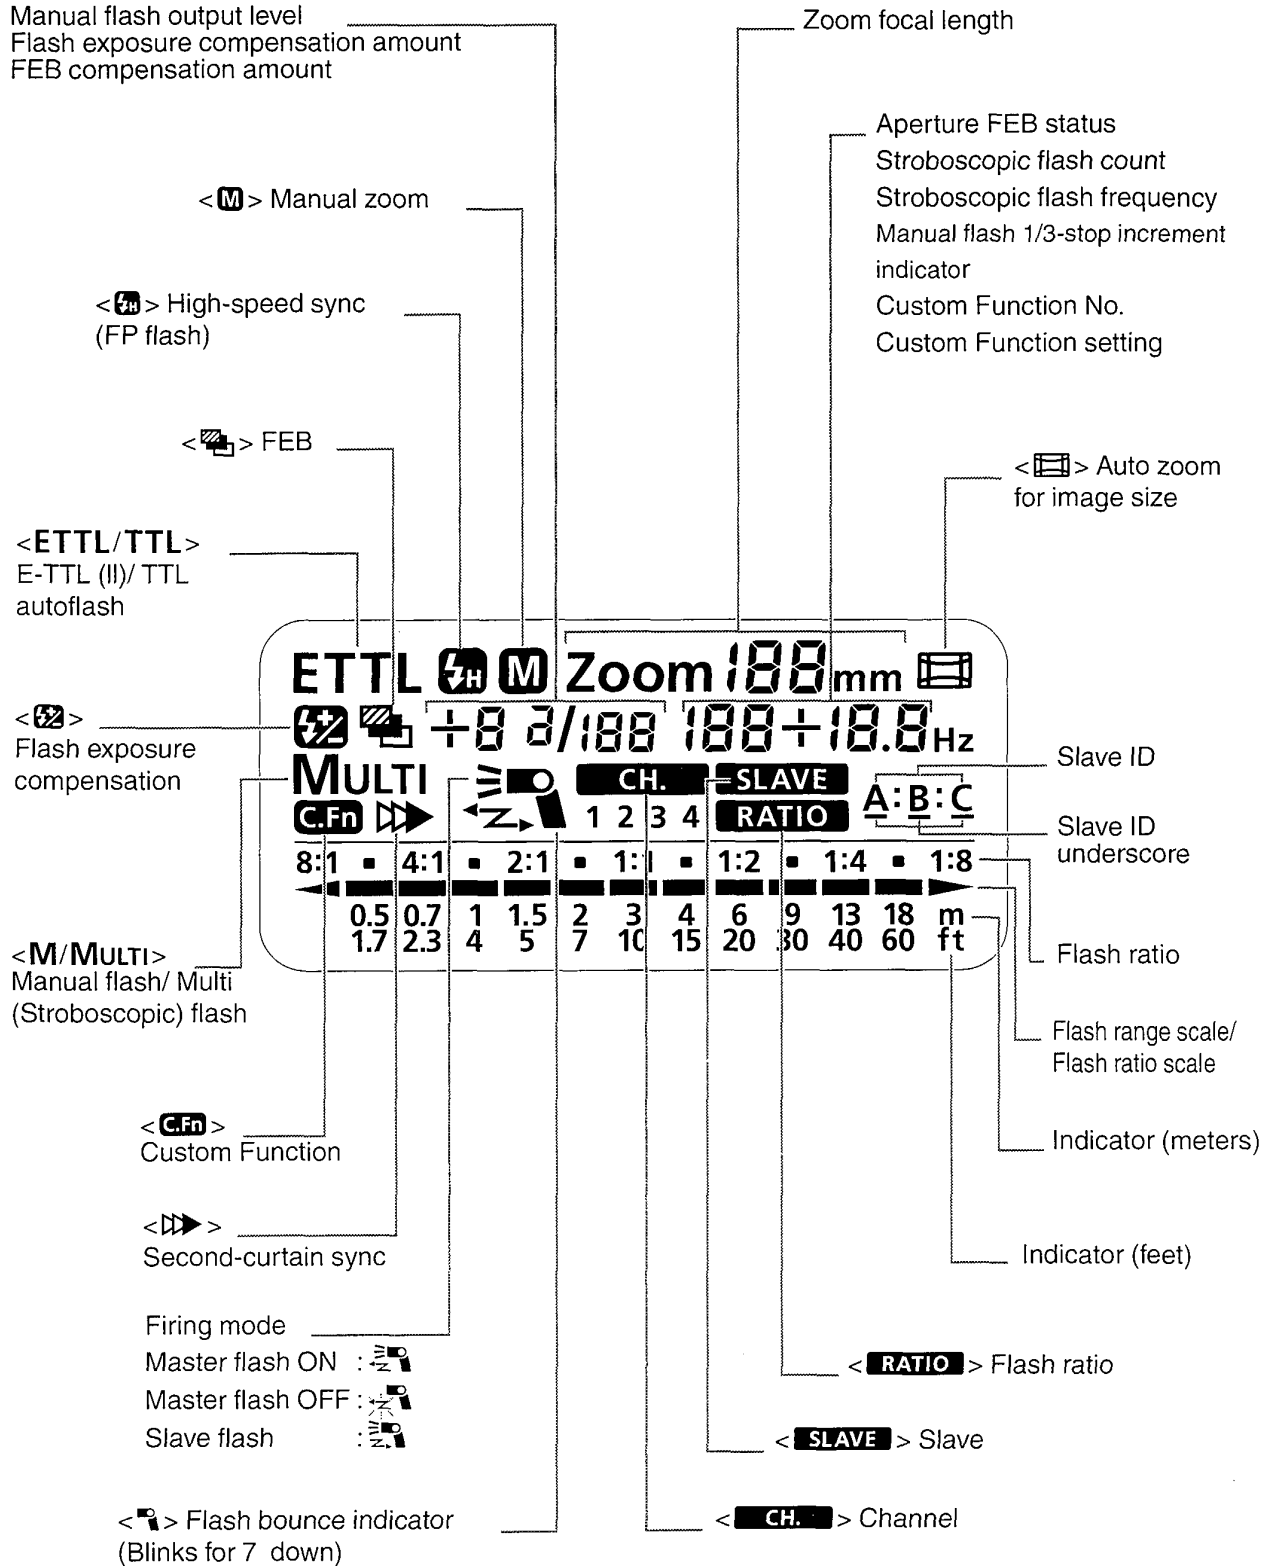 Manual flash output level
Flash exposure compensation amount
FEB compensation amount
Zoom focal length
Aperture FEB status
Stroboscopic flash count
Stroboscopic flash frequency
Manual flash 1/3-stop increment
indicator
Custom Function No.
Custom Function setting
<M> Manual zoom
<H> High-speed sync
(FP flash)
< > FEB
< > Auto zoom
for image size
<ETTL/TTL>
E-TTL (II)/ TTL
autoflash
< >
Flash exposure
compensation
ETTL H M Zoom 188 mm
+8 a/188 188+18.8 Hz
MULTI CH. SLAVE A:B:C
C.Fn 1 2 3 4 RATIO
8:1 ▪ 4:1 ▪ 2:1 ▪ 1:1 ▪ 1:2 ▪ 1:4 ▪ 1:8
0.5 0.7 1 1.5 2 3 4 6 9 13 18 m
1.7 2.3 4 5 7 10 15 20 30 40 60 ft
Slave ID
Slave ID
underscore
<M/MULTI>
Manual flash/ Multi
(Stroboscopic) flash
Flash ratio
Flash range scale/
Flash ratio scale
<C.Fn>
Custom Function
Indicator (meters)
< >
Second-curtain sync
Indicator (feet)
Firing mode
Master flash ON :
Master flash OFF :
Slave flash :
<RATIO> Flash ratio
<SLAVE> Slave
< > Flash bounce indicator
(Blinks for 7 down)
<CH.> Channel